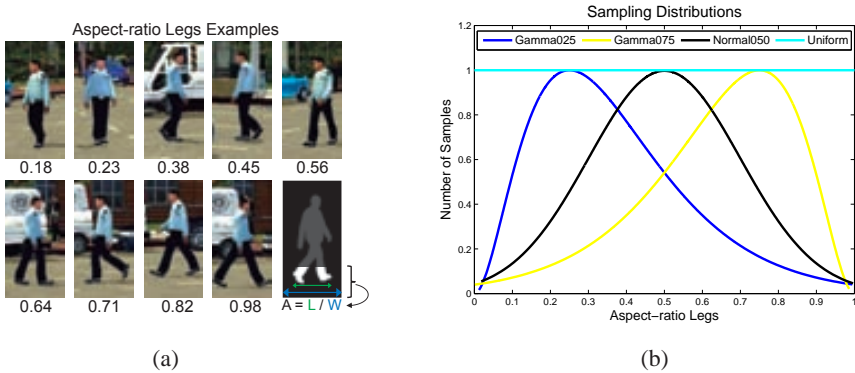 Aspect-ratio Legs Examples
0.18 0.23 0.38 0.45 0.56
0.64 0.71 0.82 0.98 A = L / W
(a)
Sampling Distributions
Gamma025 Gamma075 Normal050 Uniform
Number of Samples
1.2
1
0.8
0.6
0.4
0.2
0
0 0.1 0.2 0.3 0.4 0.5 0.6 0.7 0.8 0.9 1
Aspect−ratio Legs
(b)